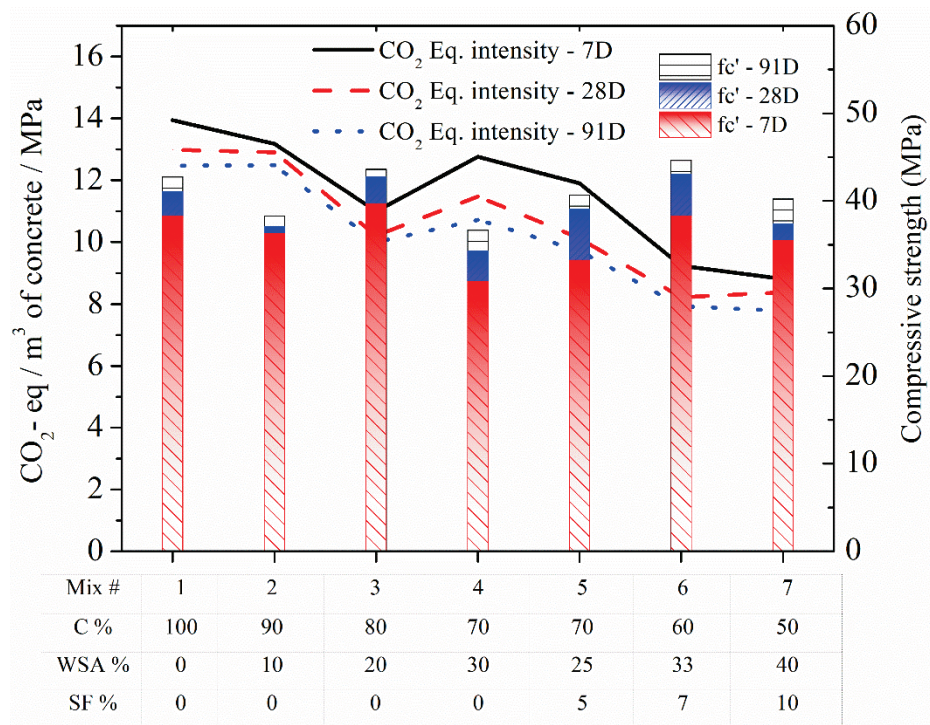 CO₂ Eq. intensity - 7D
CO₂ Eq. intensity - 28D
CO₂ Eq. intensity - 91D
fc' - 91D
fc' - 28D
fc' - 7D
CO₂- eq / m³ of concrete / MPa
16
14
12
10
8
6
4
2
0
Compressive strength (MPa)
60
50
40
30
20
10
0
Mix # 1 2 3 4 5 6 7
C % 100 90 80 70 70 60 50
WSA % 0 10 20 30 25 33 40
SF % 0 0 0 0 5 7 10